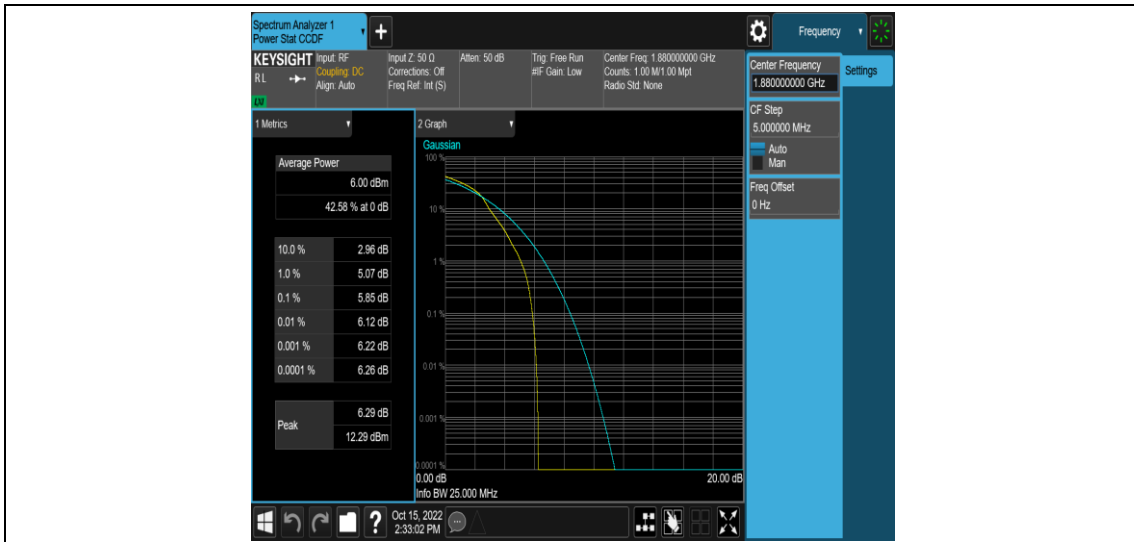 Spectrum Analyzer 1
Power Stat CCDF
Frequency
KEYSIGHT
RL
LXI
Input: RF
Coupling: DC
Align: Auto
Input Z: 50 Ω
Corrections: Off
Freq Ref: Int (S)
Atten: 50 dB
Trig: Free Run
#IF Gain: Low
Center Freq: 1.880000000 GHz
Counts: 1.00 M/1.00 Mpt
Radio Std: None
Center Frequency
1.880000000 GHz
Settings
CF Step
5.000000 MHz
Auto
Man
Freq Offset
0 Hz
1 Metrics
Average Power
6.00 dBm
42.58 % at 0 dB
10.0 % 2.96 dB
1.0 % 5.07 dB
0.1 % 5.85 dB
0.01 % 6.12 dB
0.001 % 6.22 dB
0.0001 % 6.26 dB
Peak
6.29 dB
12.29 dBm
2 Graph
Gaussian
100 %
10 %
1 %
0.1 %
0.01 %
0.001 %
0.0001 %
0.00 dB 20.00 dB
Info BW 25.000 MHz
Oct 15, 2022
2:33:02 PM